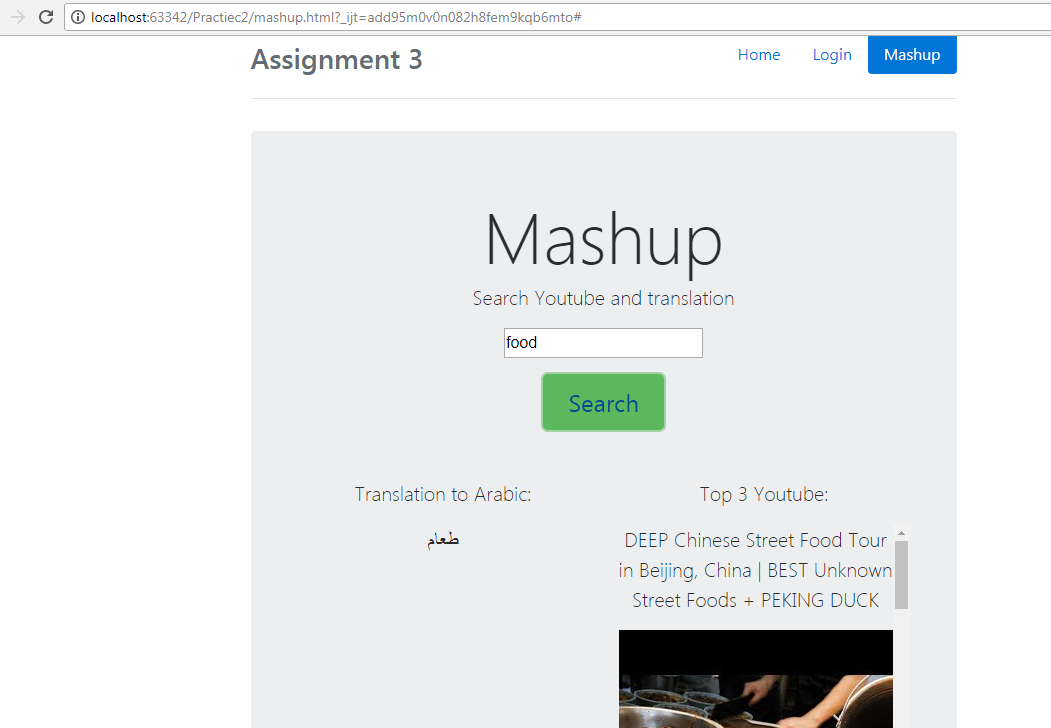 localhost:63342/Practiec2/mashup.html?_ijt=add95m0v0n082h8fem9kqb6mto#
Assignment 3
Home
Login
Mashup
Mashup
Search Youtube and translation
food
Search
Translation to Arabic:
طعام
Top 3 Youtube:
DEEP Chinese Street Food Tour
in Beijing, China | BEST Unknown
Street Foods + PEKING DUCK